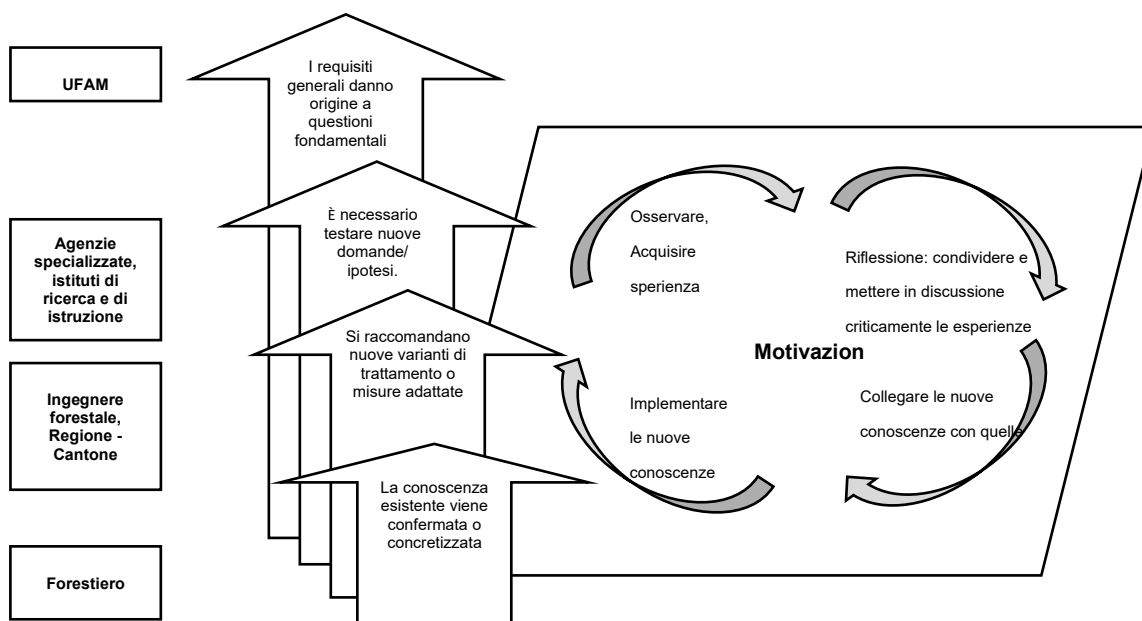 UFAM
Agenzie
specializzate,
istituti di
ricerca e di
istruzione
Ingegnere
forestale,
Regione -
Cantone
Forestiero
I requisiti
generali danno
origine a
questioni
fondamentali
È necessario
testare nuove
domande/
ipotesi.
Si raccomandano
nuove varianti di
trattamento o
misure adattate
La conoscenza
esistente viene
confermata o
concretizzata
Osservare,
Acquisire
sperienza
Riflessione: condividere e
mettere in discussione
criticamente le esperienze
Motivazion
Implementare
le nuove
conoscenze
Collegare le nuove
conoscenze con quelle